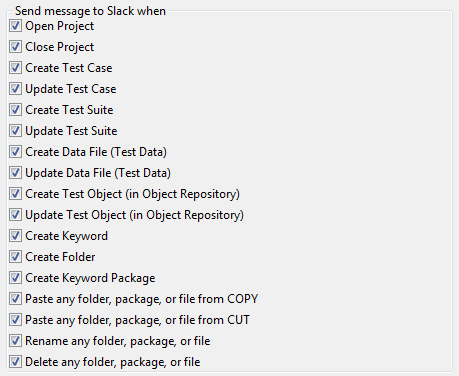 Send message to Slack when
Open Project
Close Project
Create Test Case
Update Test Case
Create Test Suite
Update Test Suite
Create Data File (Test Data)
Update Data File (Test Data)
Create Test Object (in Object Repository)
Update Test Object (in Object Repository)
Create Keyword
Create Folder
Create Keyword Package
Paste any folder, package, or file from COPY
Paste any folder, package, or file from CUT
Rename any folder, package, or file
Delete any folder, package, or file